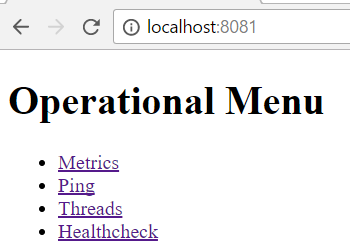 localhost:8081
Operational Menu
Metrics
Ping
Threads
Healthcheck